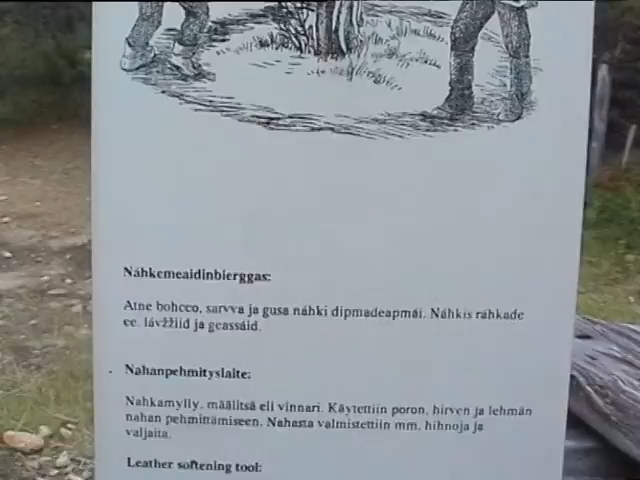 Náhkemeaidinbierggas:
Atne bohcco, sarvva ja gusa náhki dipmadeapmái. Náhkis ráhkade
ee. lávžžiid ja geassáid.
Nahanpehmityslaite:
Nahkamylly, määlitsä eli vinnari. Käytettiin poron, hirven ja lehmän
nahan pehmittämiseen. Nahasta valmistettiin mm. hihnoja ja
valjaita.
Leather softening tool: